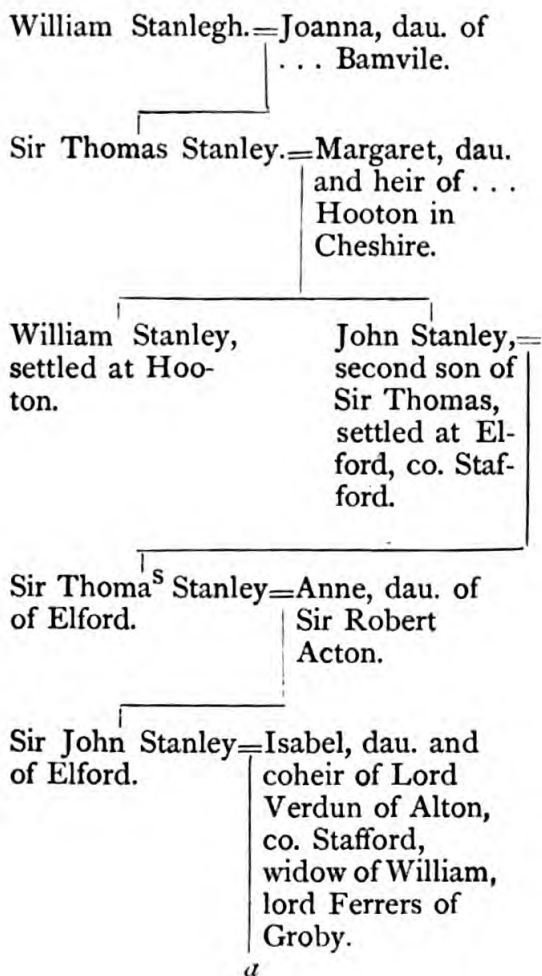 William Stanlegh.=Joanna, dau. of
. . . Bamvile.
Sir Thomas Stanley.=Margaret, dau.
and heir of . . .
Hooton in
Cheshire.
William Stanley,
settled at Hoo-
ton.
John Stanley,=
second son of
Sir Thomas,
settled at El-
ford, co. Staf-
ford.
Sir Thomas Stanley=Anne, dau. of
of Elford.
Sir Robert
Acton.
Sir John Stanley=Isabel, dau. and
of Elford.
coheir of Lord
Verdun of Alton,
co. Stafford,
widow of William,
lord Ferrers of
Groby.
a